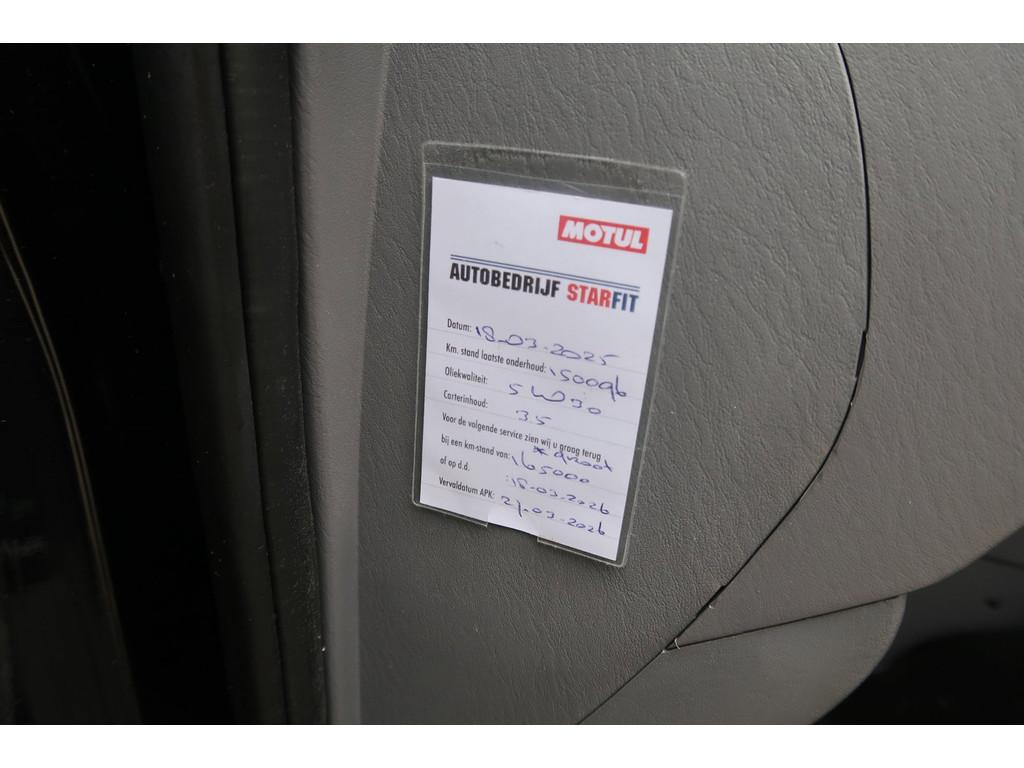 MOTUL
AUTOBEDRIJF STARFIT
Datum: 18-03-2025
Km. stand laatste onderhoud: 150096
Oliekwaliteit: 5W30
Carterinhoud: 35
Voor de volgende service zien wij u graag terug
bij een km-stand van: 165000
of op d.d. 18-03-2026
Vervaldatum APK: 27-03-2026